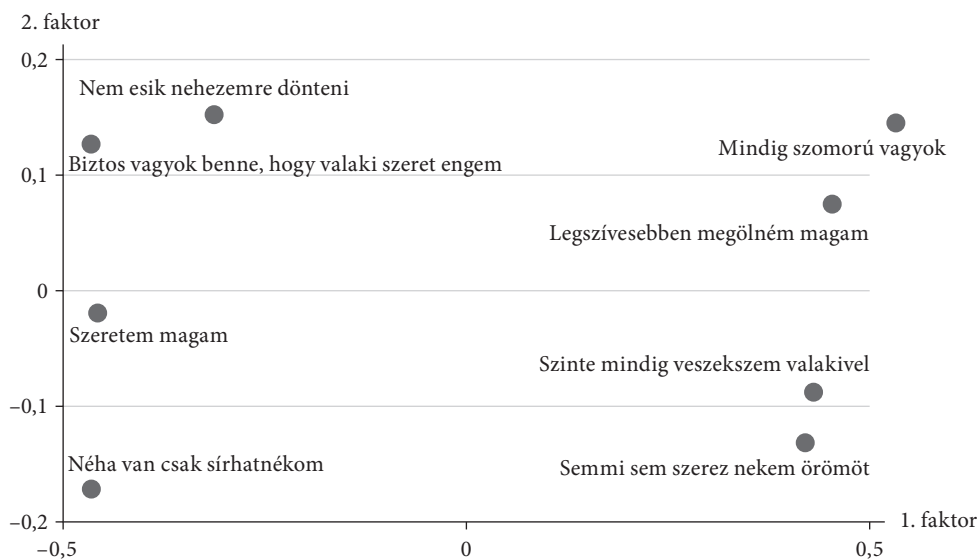 2. faktor
0,2
Nem esik nehezemre dönteni
Mindig szomorú vagyok
Biztos vagyok benne, hogy valaki szeret engem
0,1
Legszívesebben megölném magam
0
Szeretem magam
Szinte mindig veszekszem valakivel
–0,1
Néha van csak sírhatnékom
Semmi sem szerez nekem örömöt
–0,2
1. faktor
–0,5
0
0,5